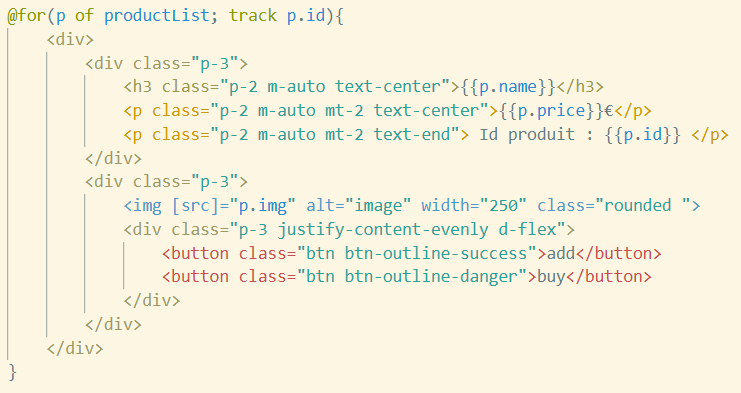 @for(p of productList; track p.id){
<div>
<div class="p-3">
<h3 class="p-2 m-auto text-center">{{p.name}}</h3>
<p class="p-2 m-auto mt-2 text-center">{{p.price}}€</p>
<p class="p-2 m-auto mt-2 text-end"> Id produit : {{p.id}} </p>
</div>
<div class="p-3">
<img [src]="p.img" alt="image" width="250" class="rounded ">
<div class="p-3 justify-content-evenly d-flex">
<button class="btn btn-outline-success">add</button>
<button class="btn btn-outline-danger">buy</button>
</div>
</div>
</div>
}